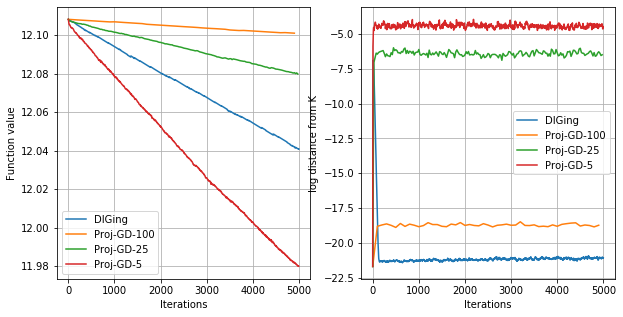 12.10
12.08
12.06
12.04
12.02
12.00
11.98
Function value
0 1000 2000 3000 4000 5000
Iterations
DIGing
Proj-GD-100
Proj-GD-25
Proj-GD-5
−5.0
−7.5
−10.0
−12.5
−15.0
−17.5
−20.0
−22.5
log distance from K
0 1000 2000 3000 4000 5000
Iterations
DIGing
Proj-GD-100
Proj-GD-25
Proj-GD-5